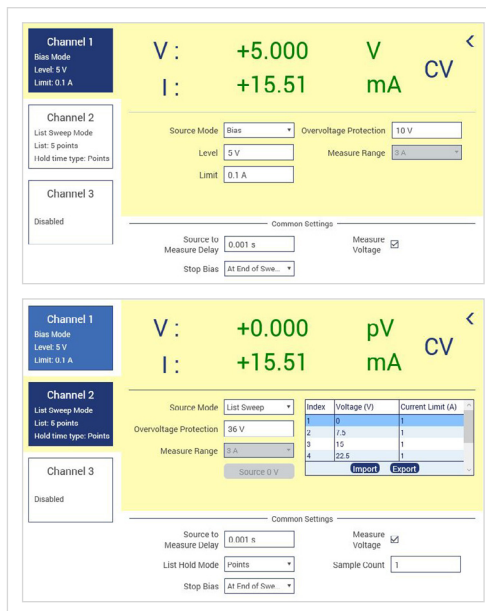 Channel 1
Bias Mode
Level: 5 V
Limit: 0.1 A
V : +5.000 V
I : +15.51 mA
CV
Channel 2
List Sweep Mode
List: 5 points
Hold time type: Points
Channel 3
Disabled
Source Mode Bias Overvoltage Protection 10 V
Level 5 V Measure Range 3 A
Limit 0.1 A
Common Settings
Source to Measure Delay 0.001 s Measure Voltage
Stop Bias At End of Swe...
Channel 1
Bias Mode
Level: 5 V
Limit: 0.1 A
V : +0.000 pV
I : +15.51 mA
CV
Channel 2
List Sweep Mode
List: 5 points
Hold time type: Points
Channel 3
Disabled
Source Mode List Sweep
Overvoltage Protection 36 V
Measure Range 3 A
Source 0 V
Index Voltage (V) Current Limit (A)
1 0 1
2 7.5 1
3 15 1
4 22.5 1
Import Export
Common Settings
Source to Measure Delay 0.001 s Measure Voltage
List Hold Mode Points Sample Count 1
Stop Bias At End of Swe...